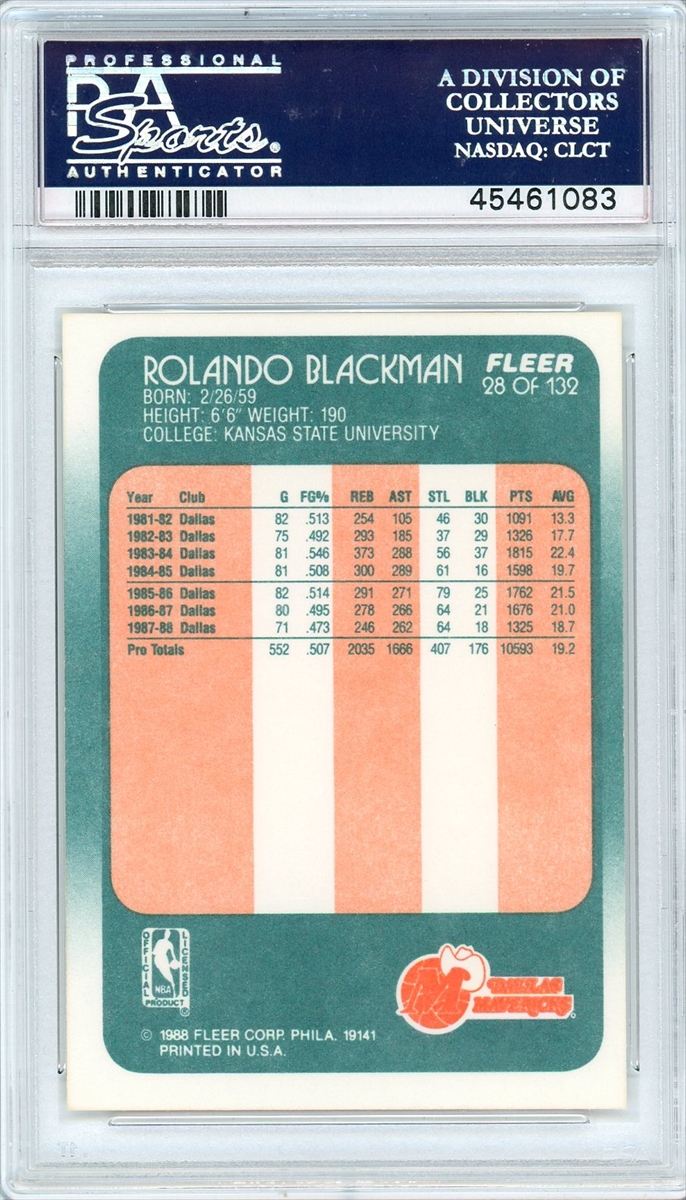 PROFESSIONAL
PSA
Sports®
AUTHENTICATOR
A DIVISION OF
COLLECTORS
UNIVERSE
NASDAQ: CLCT
45461083
ROLANDO BLACKMAN
FLEER
28 OF 132
BORN: 2/26/59
HEIGHT: 6'6" WEIGHT: 190
COLLEGE: KANSAS STATE UNIVERSITY
Year Club G FG% REB AST STL BLK PTS AVG
1981-82 Dallas 82 .513 254 105 46 30 1091 13.3
1982-83 Dallas 75 .492 293 185 37 29 1326 17.7
1983-84 Dallas 81 .546 373 288 56 37 1815 22.4
1984-85 Dallas 81 .508 300 289 61 16 1598 19.7
1985-86 Dallas 82 .514 291 271 79 25 1762 21.5
1986-87 Dallas 80 .495 278 266 64 21 1676 21.0
1987-88 Dallas 71 .473 246 262 64 18 1325 18.7
Pro Totals 552 .507 2035 1666 407 176 10593 19.2
OFFICIAL
LICENSED
NBA
PRODUCT
®
M
DALLAS
MAVERICKS
®
© 1988 FLEER CORP. PHILA. 19141
PRINTED IN U.S.A.